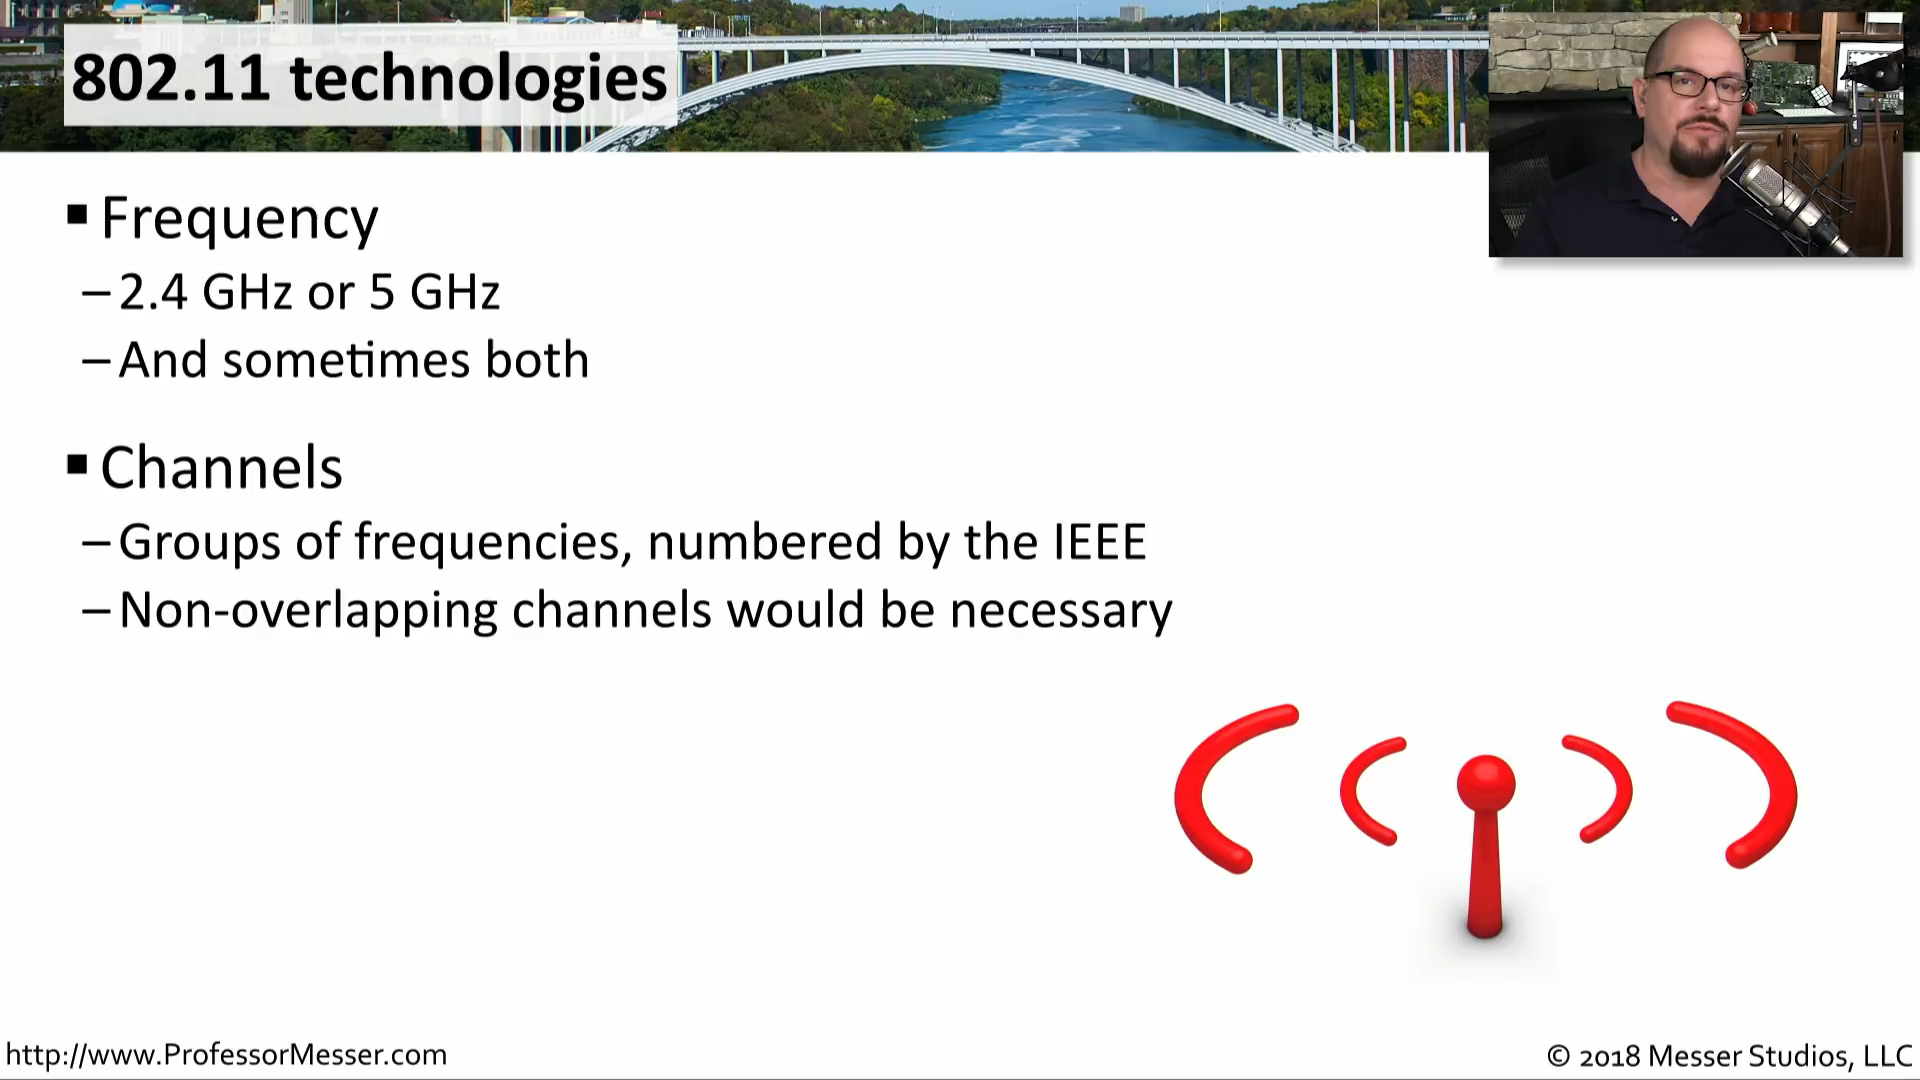 802.11 technologies
▪ Frequency
– 2.4 GHz or 5 GHz
– And sometimes both
▪ Channels
– Groups of frequencies, numbered by the IEEE
– Non-overlapping channels would be necessary
http://www.ProfessorMesser.com
© 2018 Messer Studios, LLC